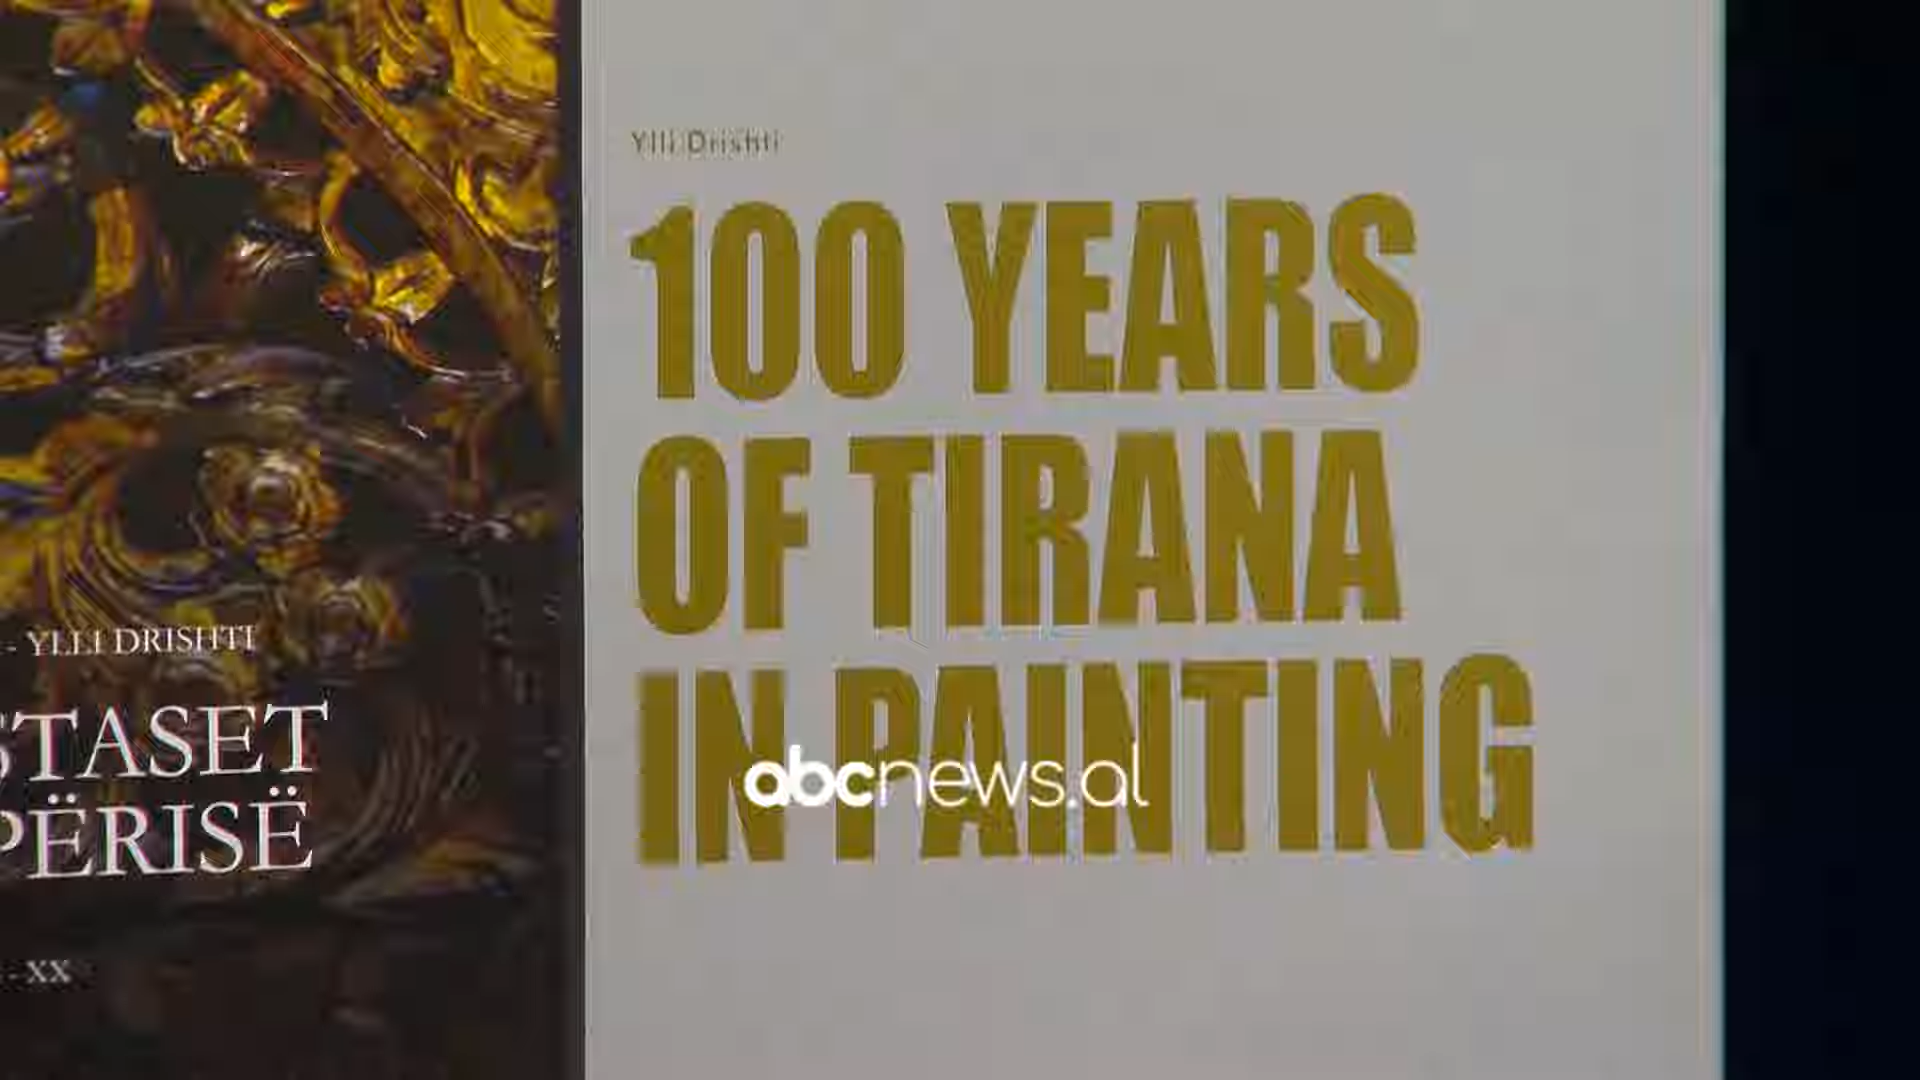 - YLLI DRISHTI
STASET
PËRISË
- XX
Ylli Drishti
100 YEARS
OF TIRANA
IN PAINTING
abcnews.al